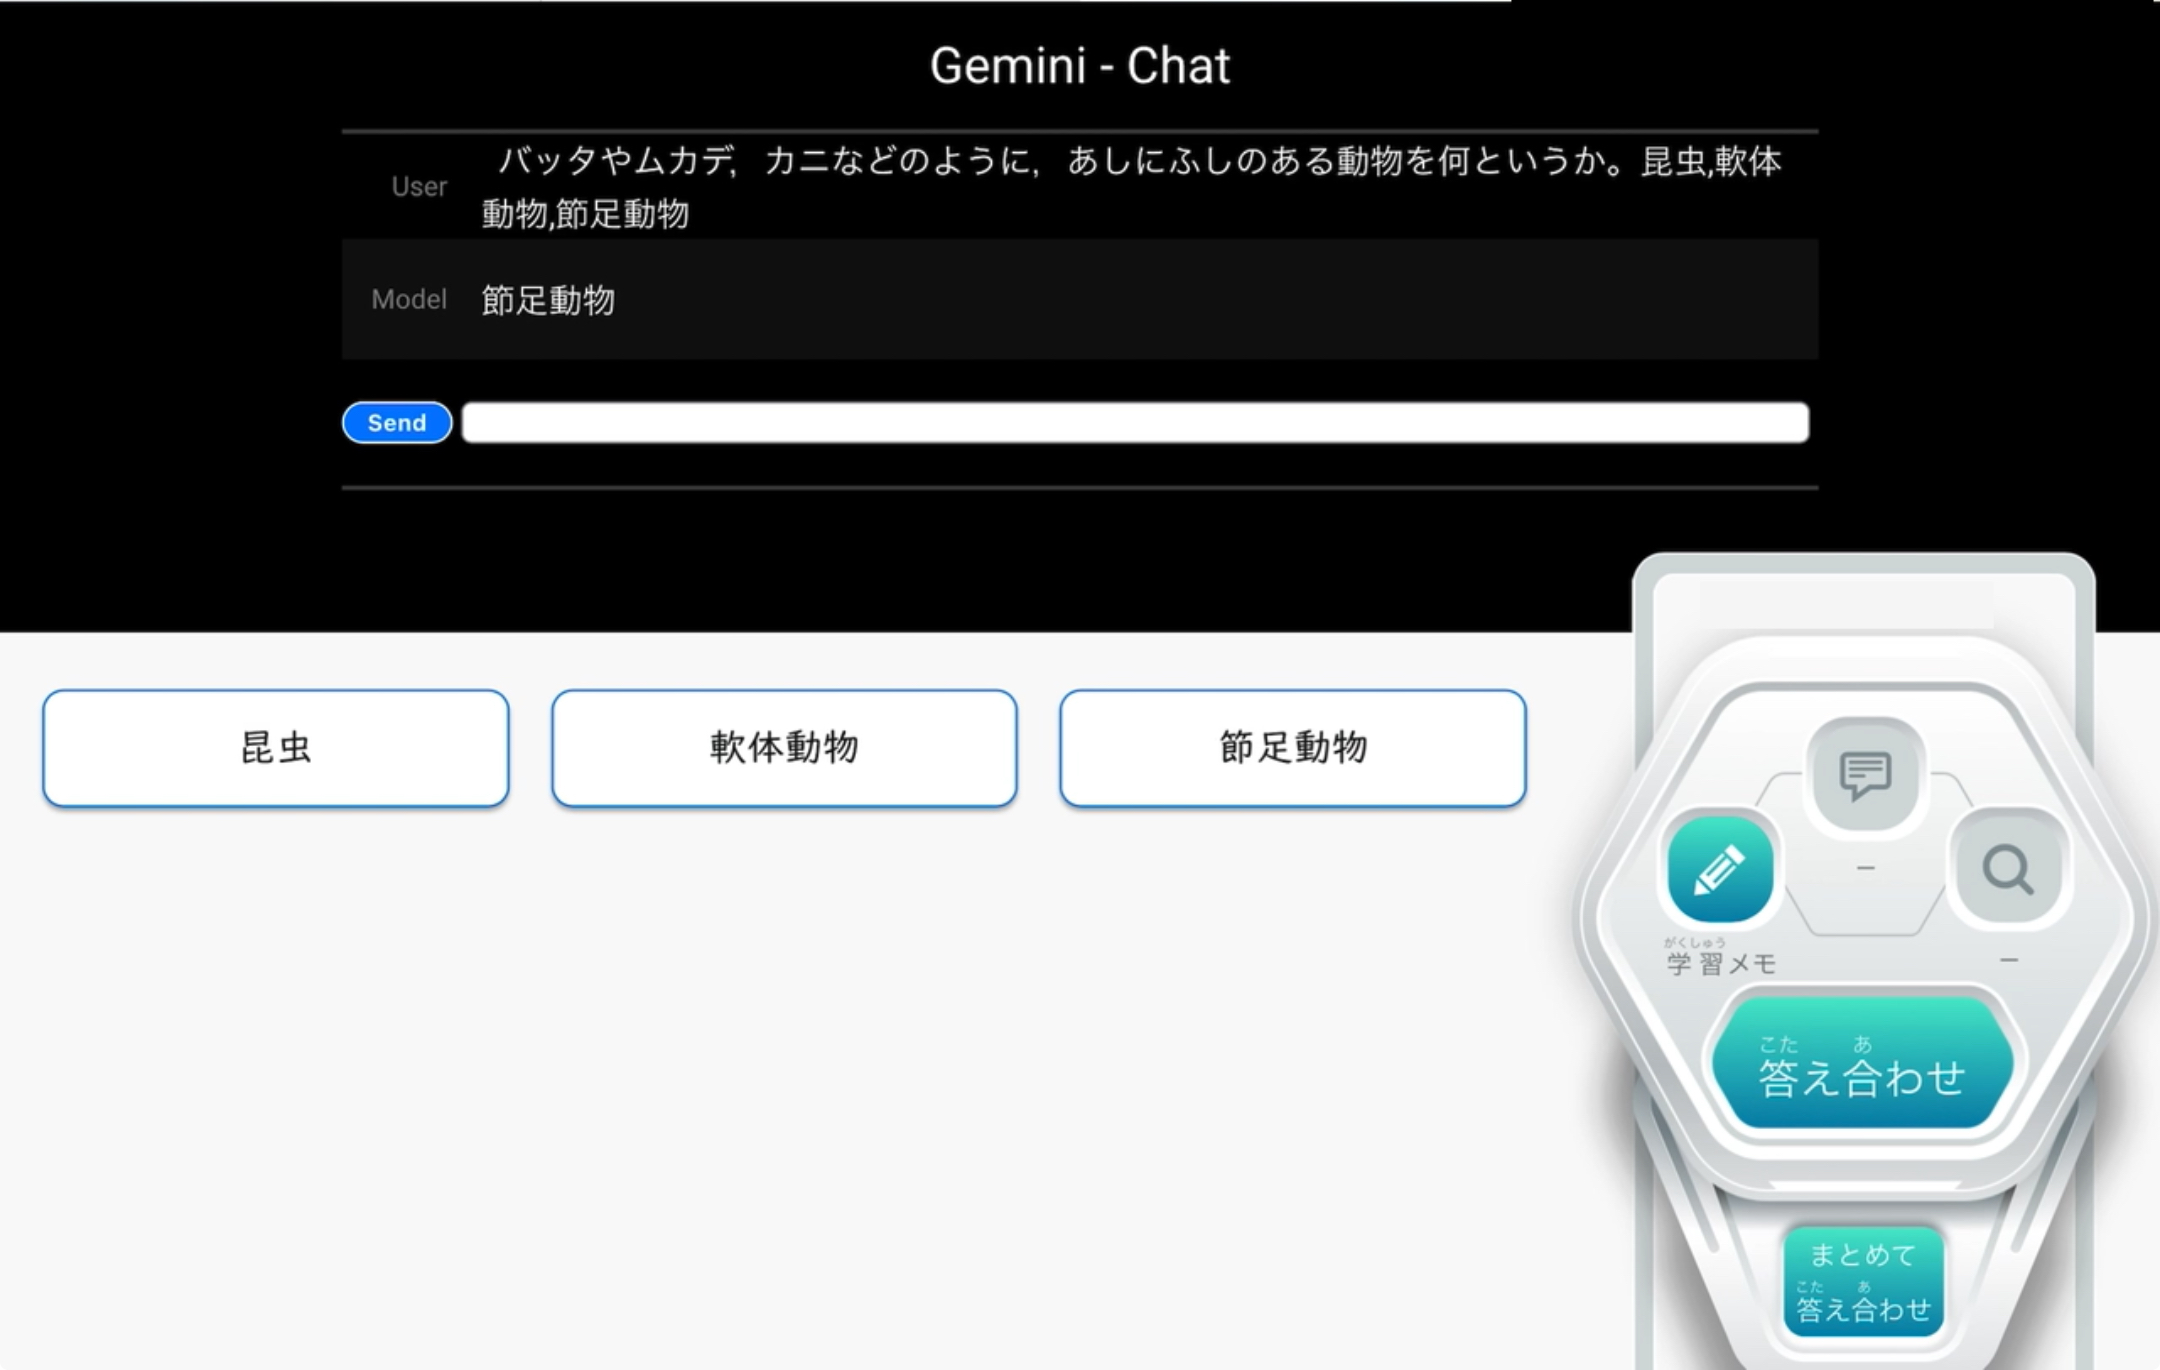 Gemini - Chat
User
バッタやムカデ，カニなどのように，あしにふしのある動物を何というか。昆虫,軟体
動物,節足動物
Model
節足動物
Send
昆虫
軟体動物
節足動物
–
がくしゅう
学習メモ
–
こた あ
答え合わせ
まとめて
こた あ
答え合わせ